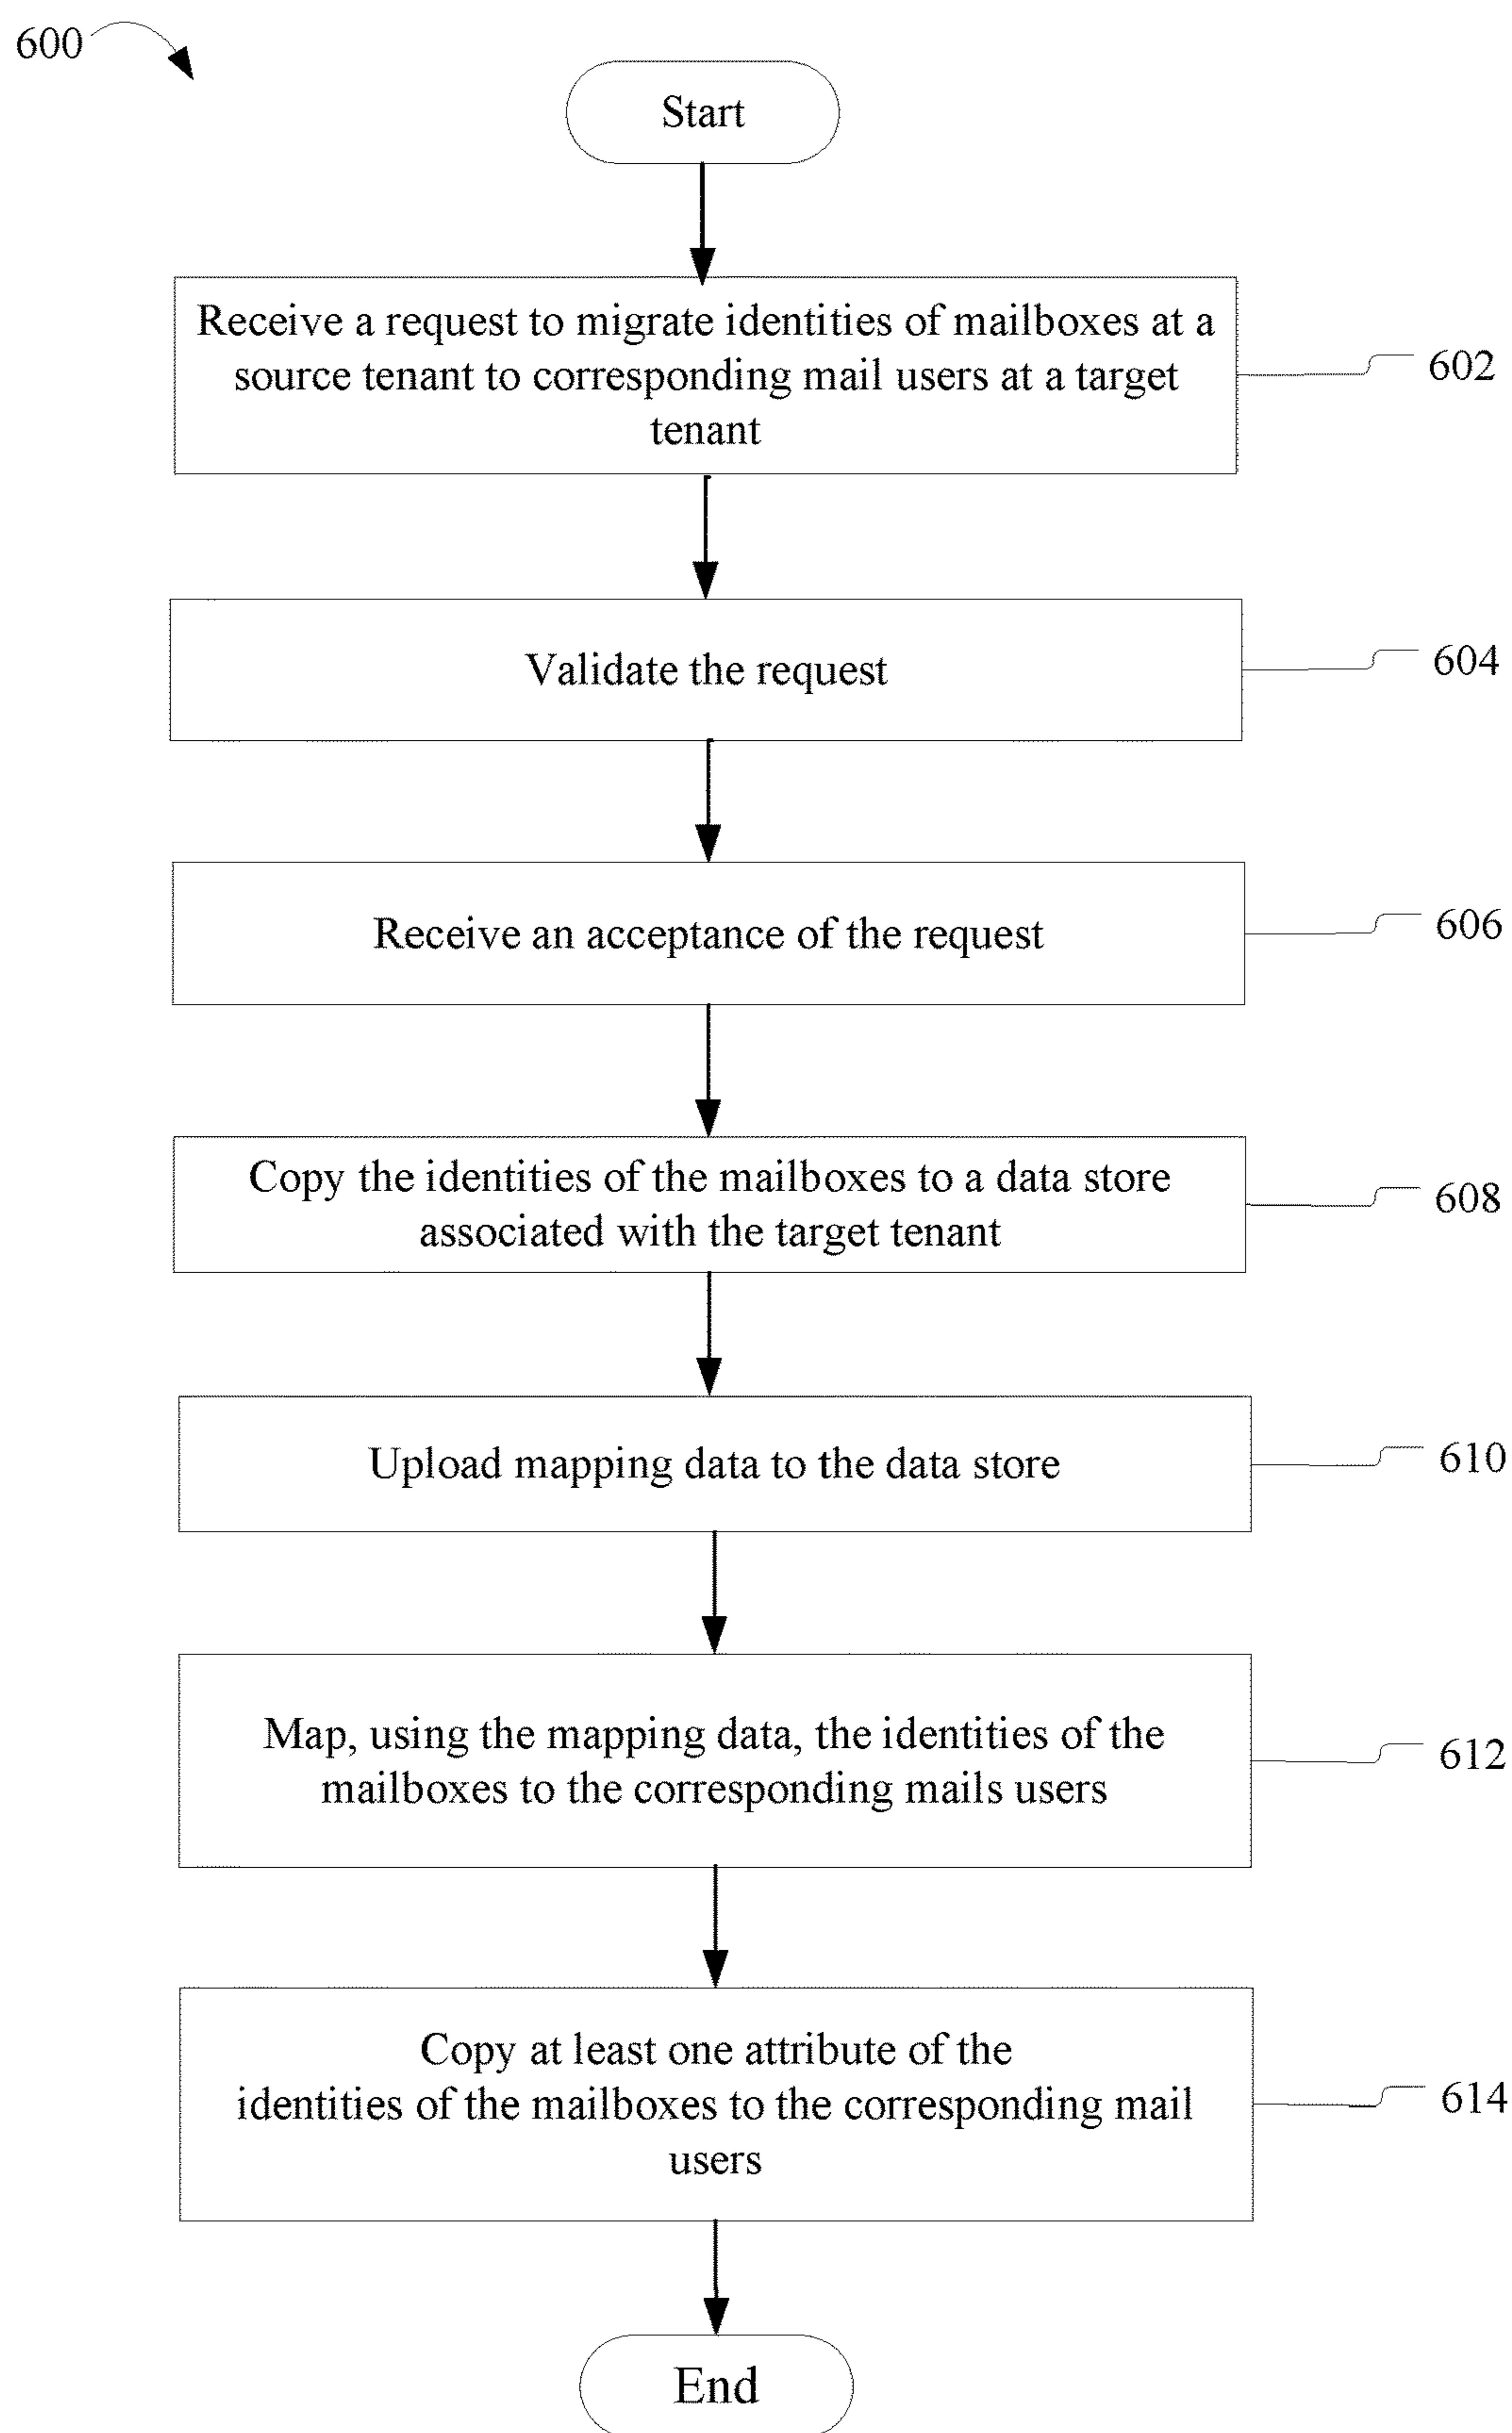 600
Start
Receive a request to migrate identities of mailboxes at a
source tenant to corresponding mail users at a target
tenant
602
Validate the request
604
Receive an acceptance of the request
606
Copy the identities of the mailboxes to a data store
associated with the target tenant
608
Upload mapping data to the data store
610
Map, using the mapping data, the identities of the
mailboxes to the corresponding mails users
612
Copy at least one attribute of the
identities of the mailboxes to the corresponding mail
users
614
End